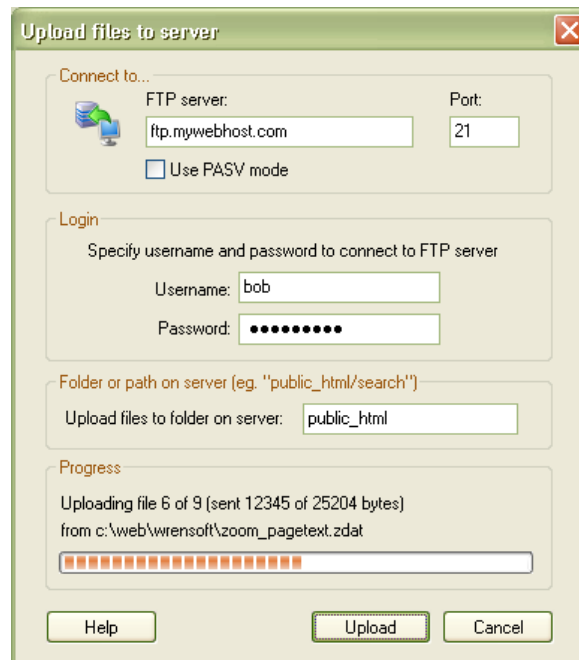 Upload files to server
Connect to...
FTP server: Port:
ftp.mywebhost.com 21
Use PASV mode
Login
Specify username and password to connect to FTP server
Username: bob
Password: ●●●●●●●●●
Folder or path on server (eg. "public_html/search")
Upload files to folder on server: public_html
Progress
Uploading file 6 of 9 (sent 12345 of 25204 bytes)
from c:\web\wrensoft\zoom_pagetext.zdat
Help Upload Cancel